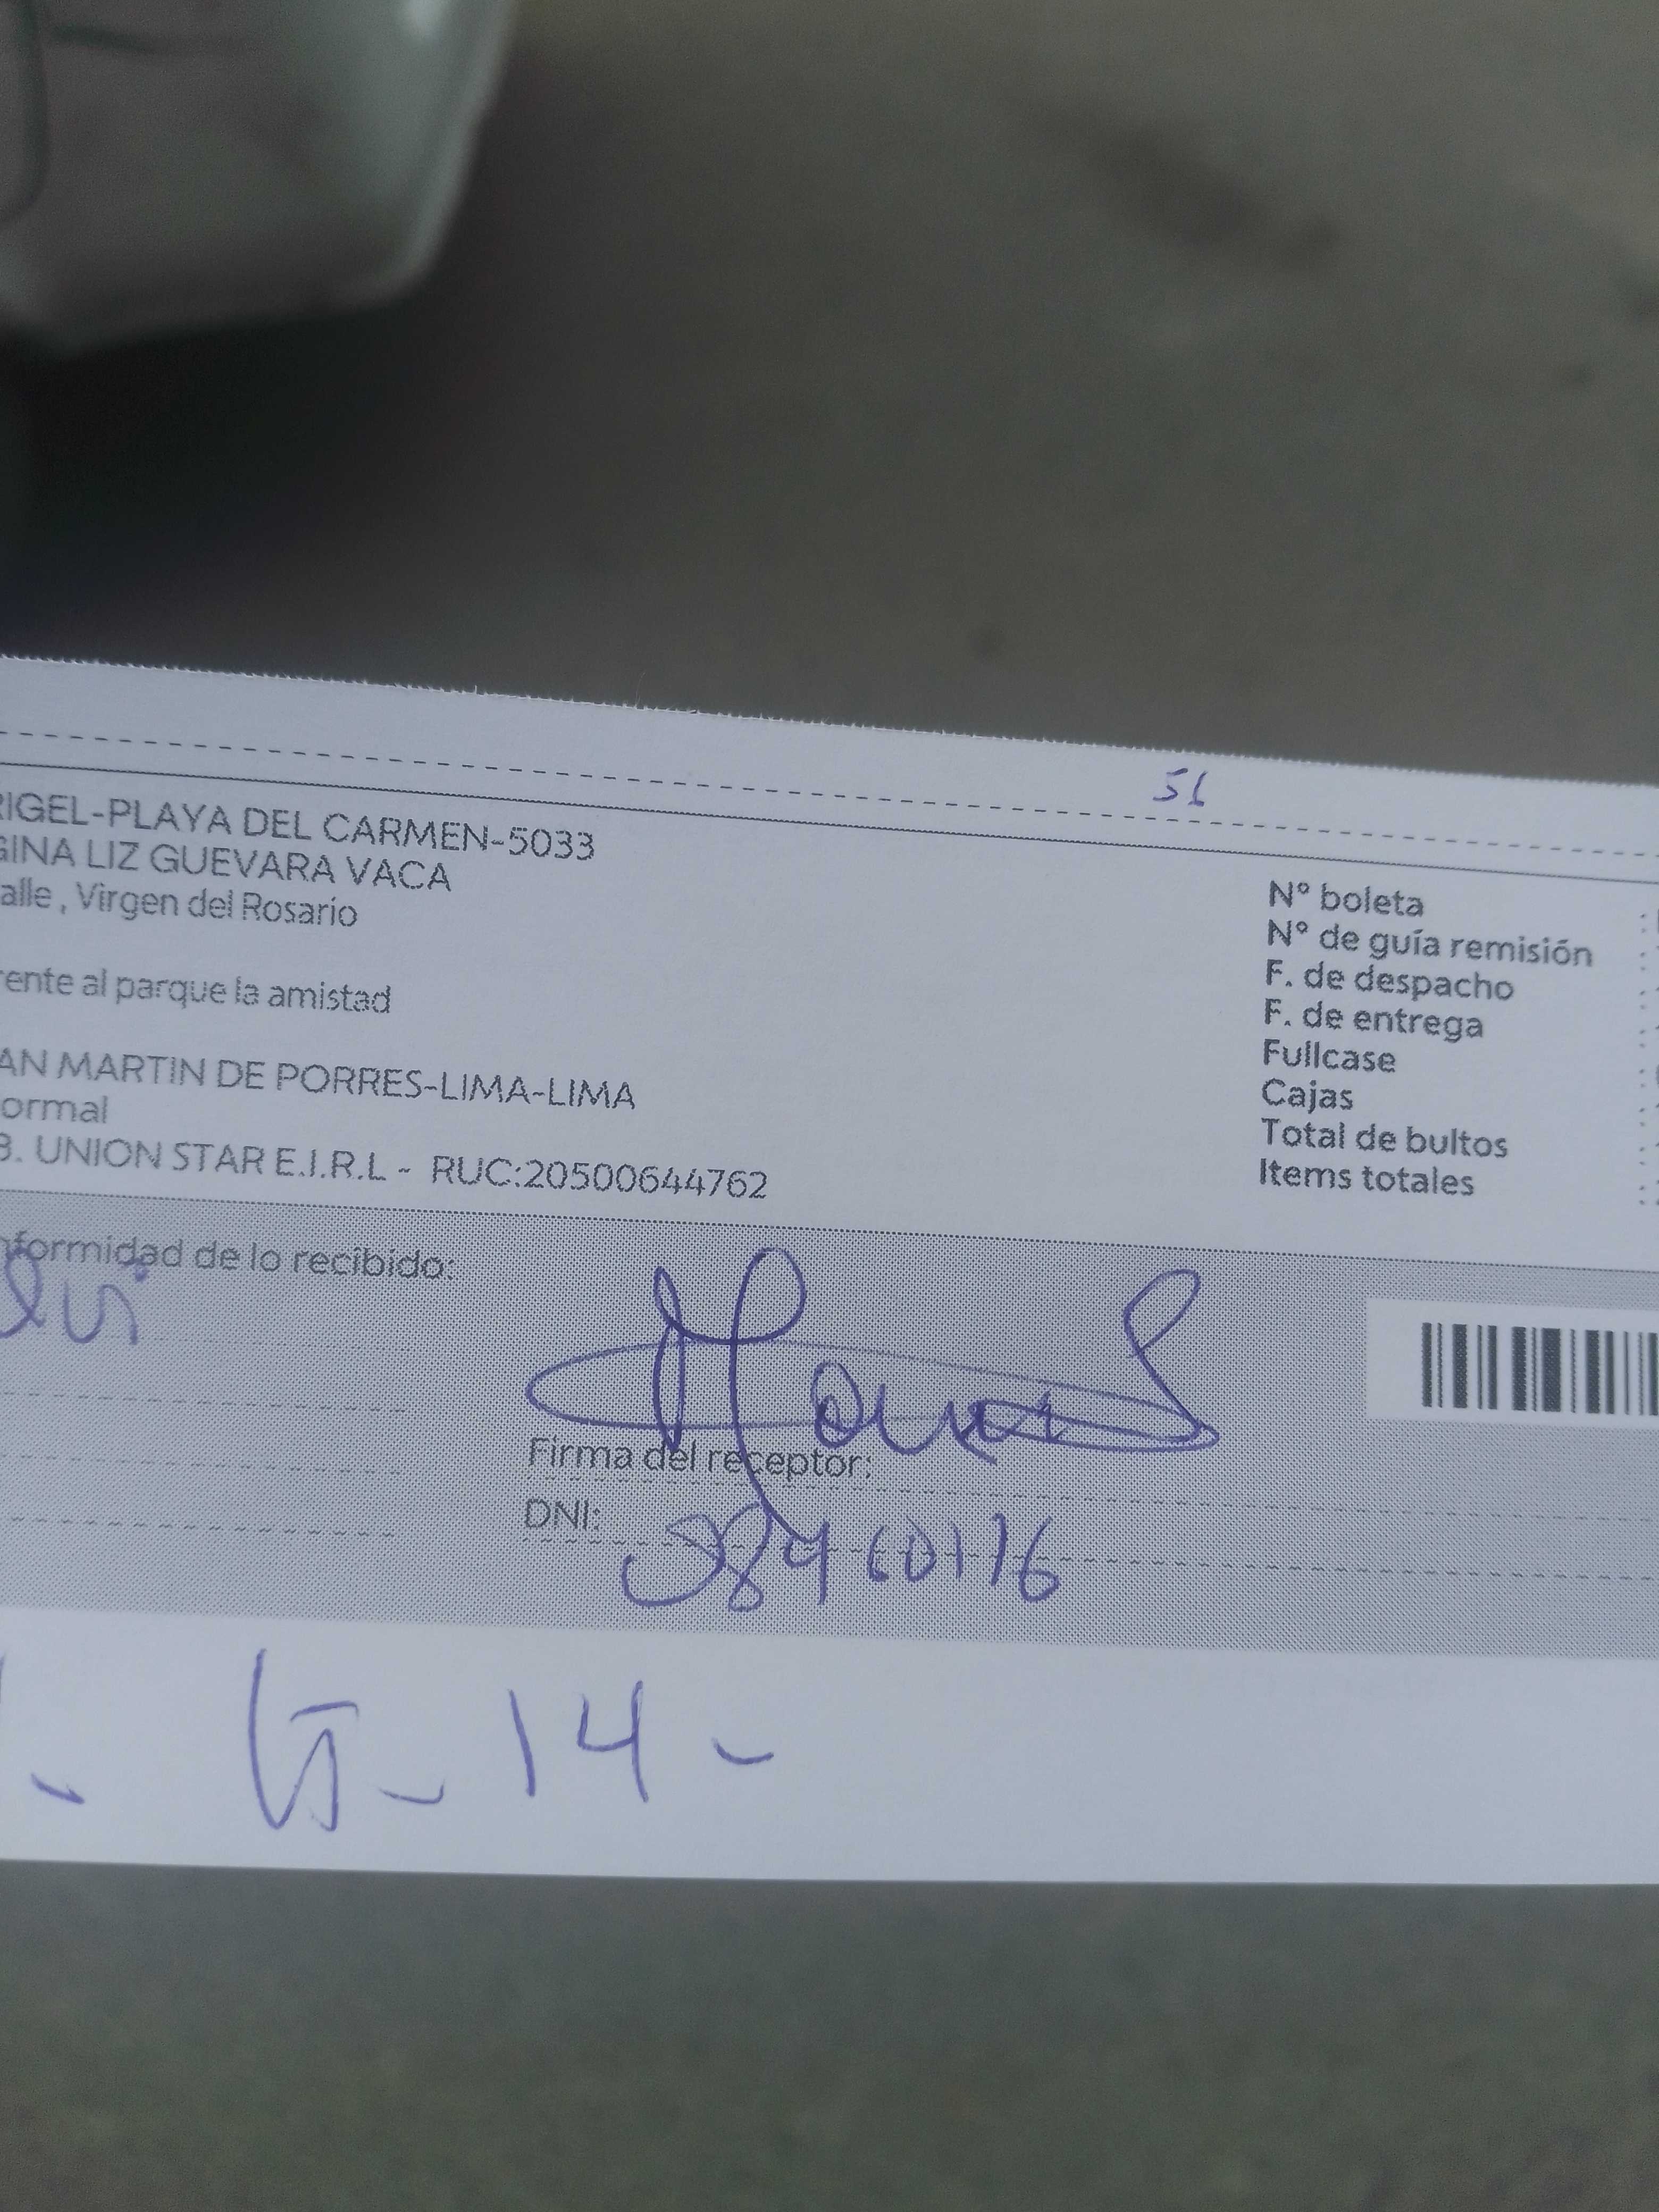 51
RIGEL-PLAYA DEL CARMEN-5033
GINA LIZ GUEVARA VACA
alle, Virgen del Rosario
rente al parque la amistad
AN MARTIN DE PORRES-LIMA-LIMA
ormal
B. UNION STAR E.I.R.L - RUC:20500644762
N° boleta :
N° de guía remisión :
F. de despacho :
F. de entrega :
Fullcase :
Cajas :
Total de bultos :
Items totales :
nformidad de lo recibido:
Firma del receptor:
DNI:
14 -